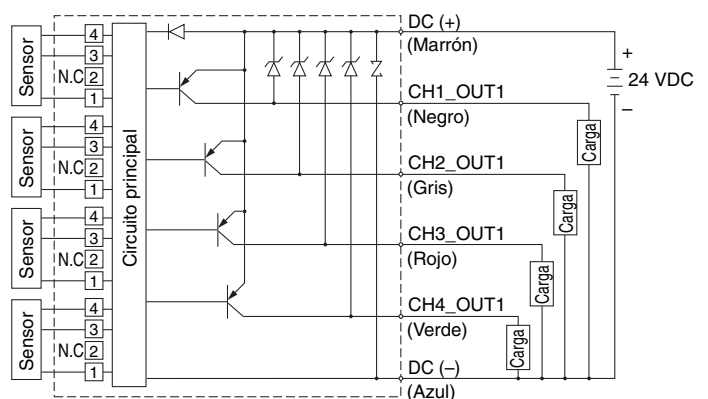 DC (+)
(Marrón)
+
24 VDC
–
CH1_OUT1
(Negro)
Carga
CH2_OUT1
(Gris)
Carga
CH3_OUT1
(Rojo)
Carga
CH4_OUT1
(Verde)
Carga
DC (–)
(Azul)
Circuito principal
Sensor
4
3
N.C 2
1
Sensor
4
3
N.C 2
1
Sensor
4
3
N.C 2
1
Sensor
4
3
N.C 2
1